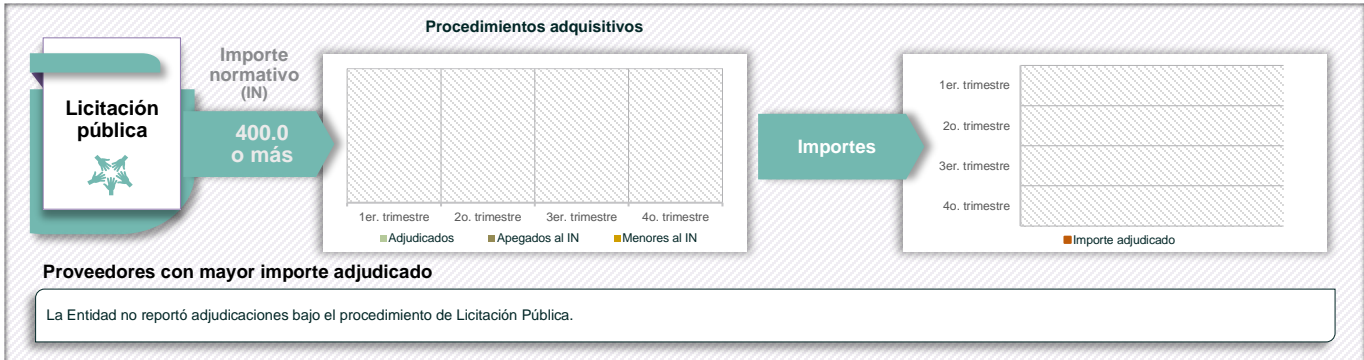 Procedimientos adquisitivos
Licitación
pública
Importe
normativo
(IN)
400.0
o más
1er. trimestre 2o. trimestre 3er. trimestre 4o. trimestre
Adjudicados Apegados al IN Menores al IN
Importes
1er. trimestre
2o. trimestre
3er. trimestre
4o. trimestre
Importe adjudicado
Proveedores con mayor importe adjudicado
La Entidad no reportó adjudicaciones bajo el procedimiento de Licitación Pública.